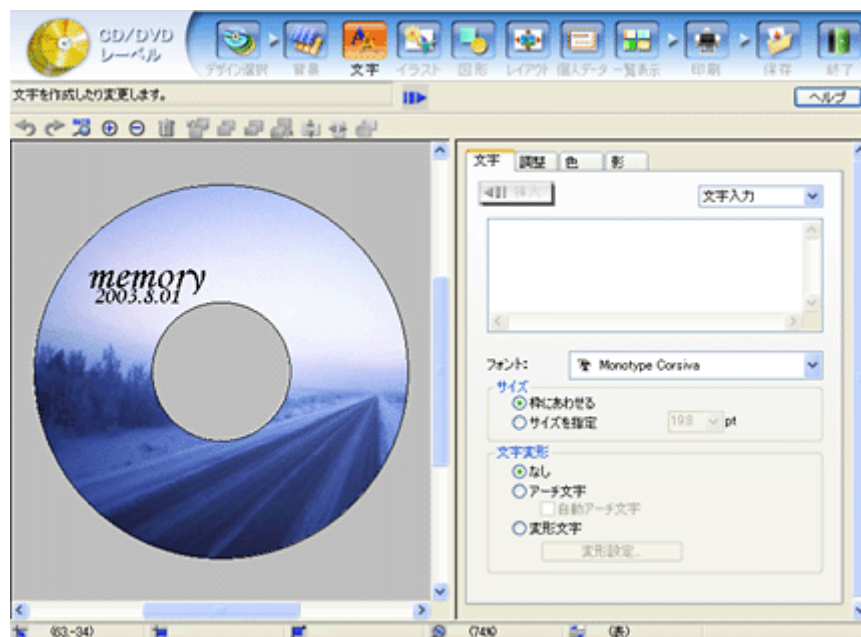 CD/DVD
レーベル
デザイン選択 背景 文字 イラスト 図形 レイアウト 個人データ 一覧表示 印刷 保存 終了
文字を作成したり変更します。
ヘルプ
文字 調整 色 影
挿入 文字入力
memory
2003.8.01
フォント: Monotype Corsiva
サイズ
枠にあわせる
サイズを指定 19.8 pt
文字変形
なし
アーチ文字
自動アーチ文字
変形文字
変形設定...
(63,-34) (74%) (表)